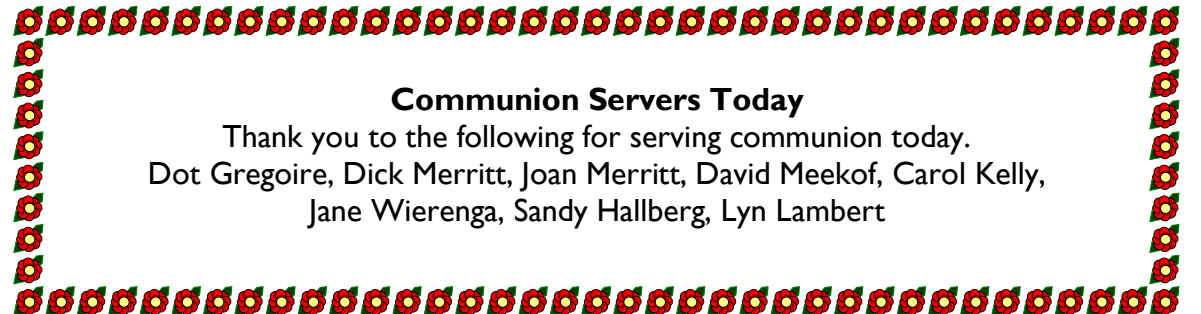 Communion Servers Today
Thank you to the following for serving communion today.
Dot Gregoire, Dick Merritt, Joan Merritt, David Meekof, Carol Kelly,
Jane Wierenga, Sandy Hallberg, Lyn Lambert